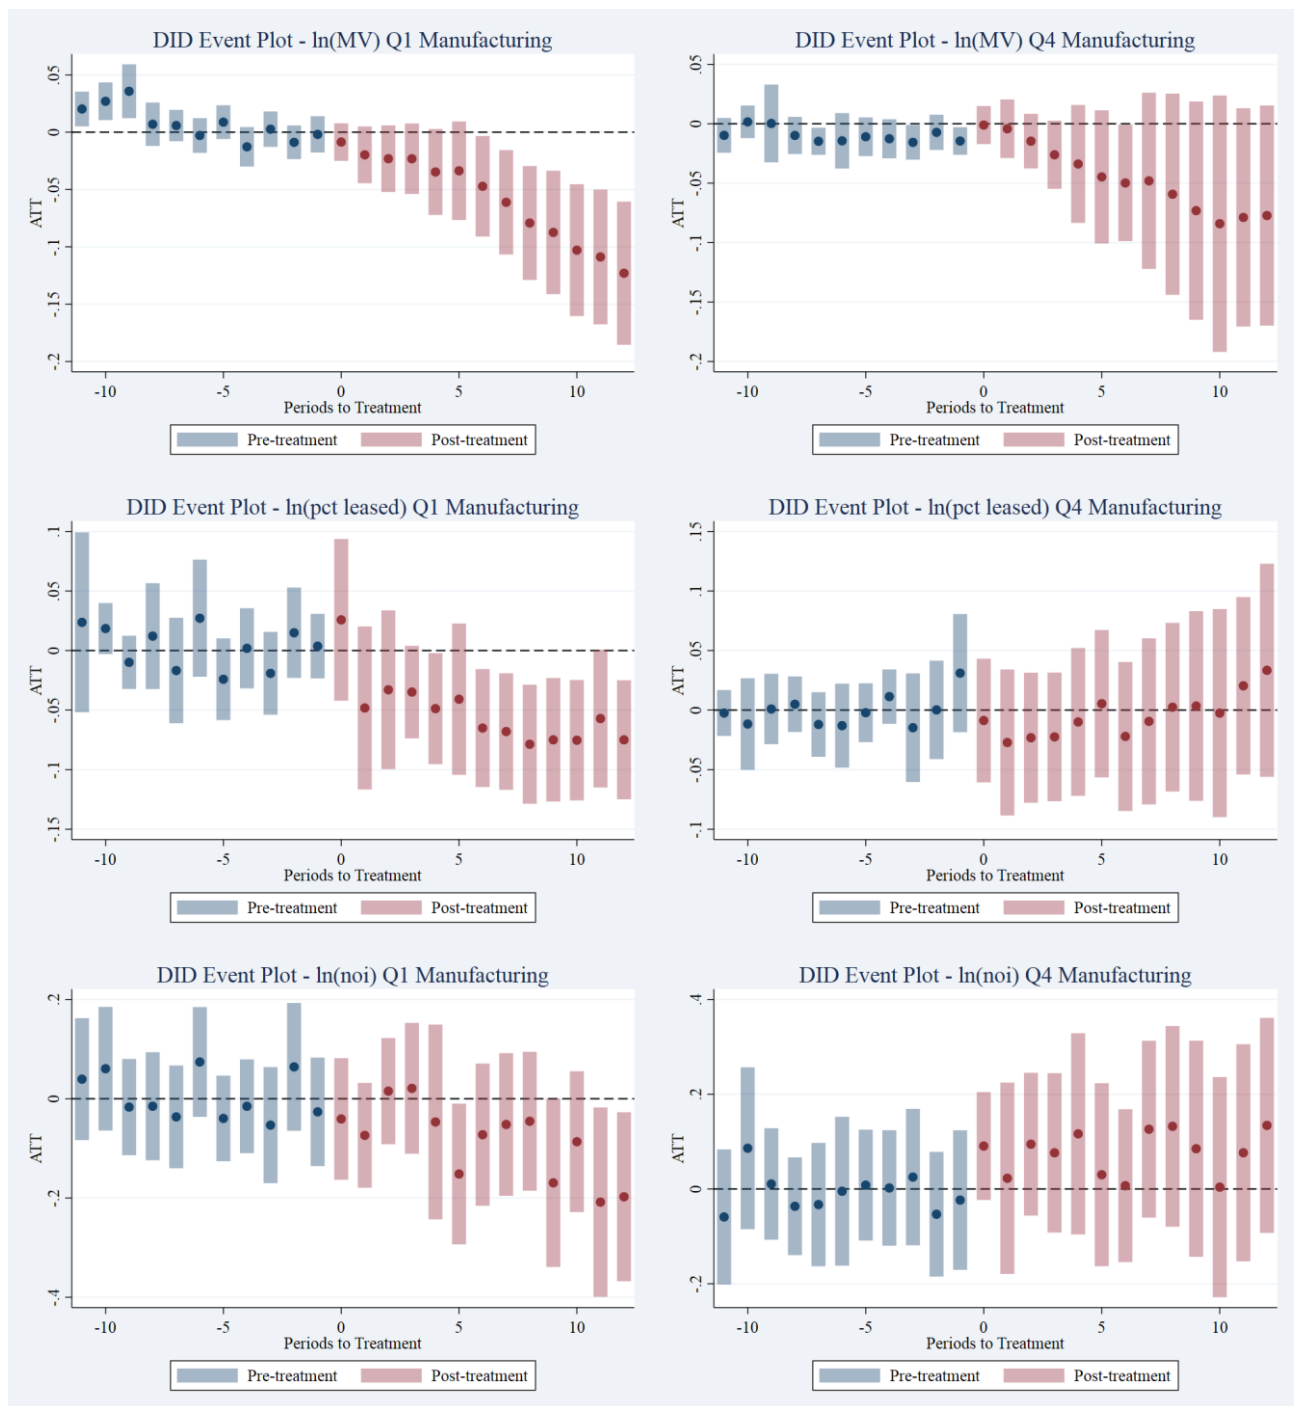 DID Event Plot - ln(MV) Q1 Manufacturing
.05
0
-.05
-.1
-.15
-.2
ATT
-10
-5
0
5
10
Periods to Treatment
Pre-treatment
Post-treatment
DID Event Plot - ln(MV) Q4 Manufacturing
.05
0
-.05
-.1
-.15
-.2
ATT
-10
-5
0
5
10
Periods to Treatment
Pre-treatment
Post-treatment
DID Event Plot - ln(pct leased) Q1 Manufacturing
.1
.05
0
-.05
-.1
-.15
ATT
-10
-5
0
5
10
Periods to Treatment
Pre-treatment
Post-treatment
DID Event Plot - ln(pct leased) Q4 Manufacturing
.15
.1
.05
0
-.05
-.1
ATT
-10
-5
0
5
10
Periods to Treatment
Pre-treatment
Post-treatment
DID Event Plot - ln(noi) Q1 Manufacturing
.2
0
-.2
-.4
ATT
-10
-5
0
5
10
Periods to Treatment
Pre-treatment
Post-treatment
DID Event Plot - ln(noi) Q4 Manufacturing
.4
.2
0
-.2
ATT
-10
-5
0
5
10
Periods to Treatment
Pre-treatment
Post-treatment